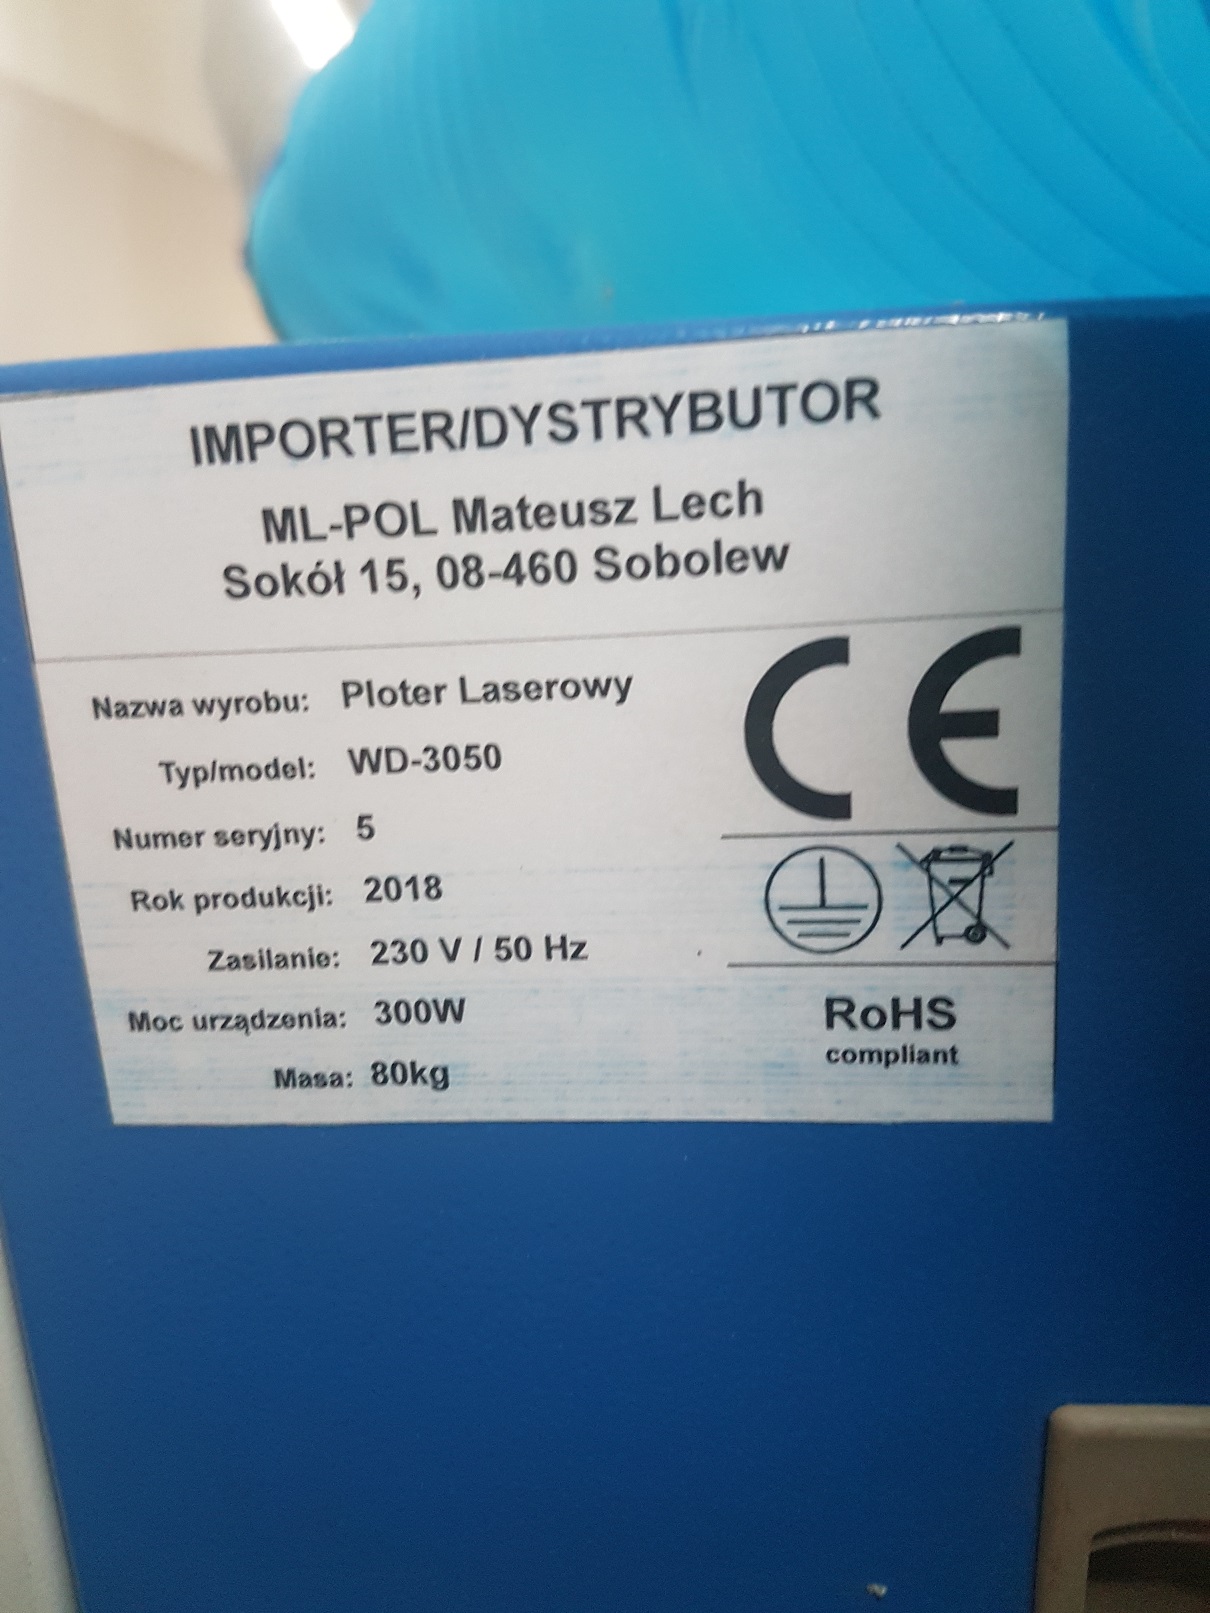 IMPORTER/DYSTRYBUTOR
ML-POL Mateusz Lech
Sokół 15, 08-460 Sobolew
Nazwa wyrobu: Ploter Laserowy
Typ/model: WD-3050
Numer seryjny: 5
Rok produkcji: 2018
Zasilanie: 230 V / 50 Hz
Moc urządzenia: 300W
Masa: 80kg
CE
RoHS
compliant